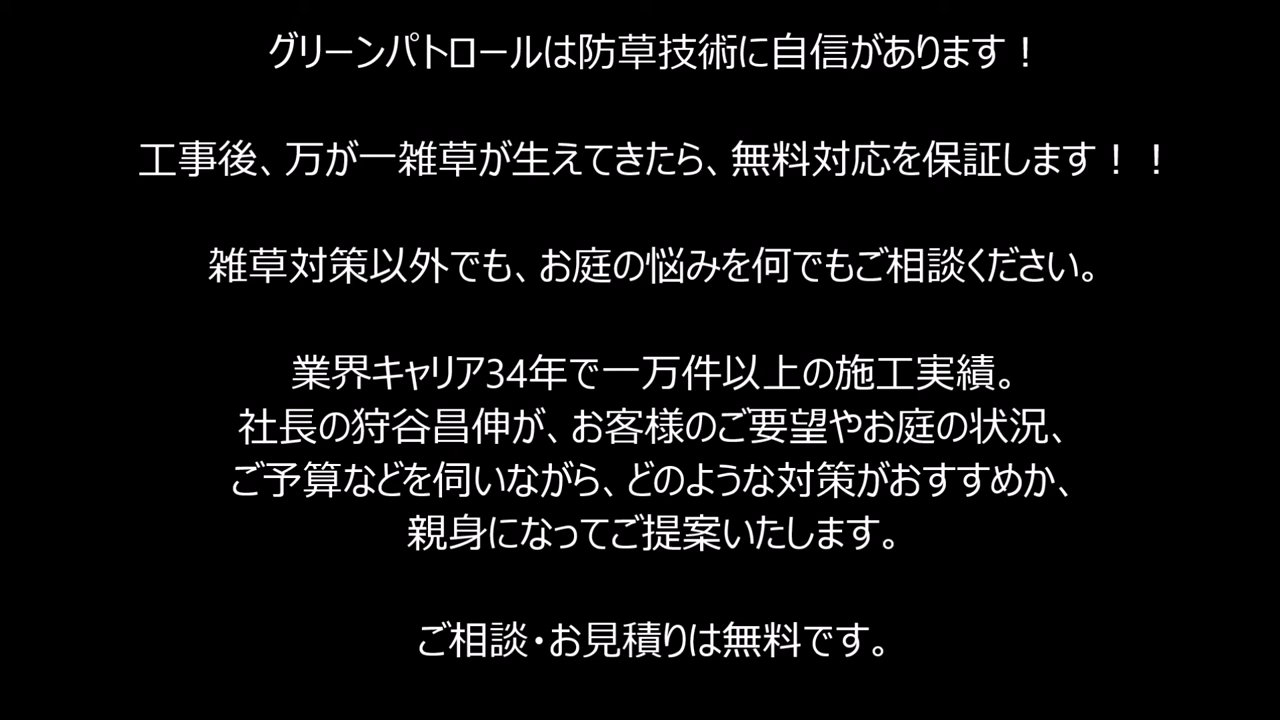 グリーンパトロールは防草技術に自信があります！
工事後、万が一雑草が生えてきたら、無料対応を保証します！！
雑草対策以外でも、お庭の悩みを何でもご相談ください。
業界キャリア34年で一万件以上の施工実績。
社長の狩谷昌伸が、お客様のご要望やお庭の状況、
ご予算などを伺いながら、どのような対策がおすすめか、
親身になってご提案いたします。
ご相談・お見積りは無料です。